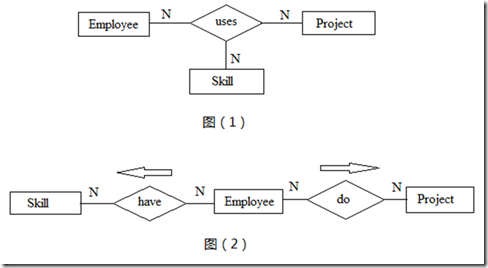 Employee N uses N Project
N
Skill
图（1）
Skill N have N Employee N do N Project
图（2）